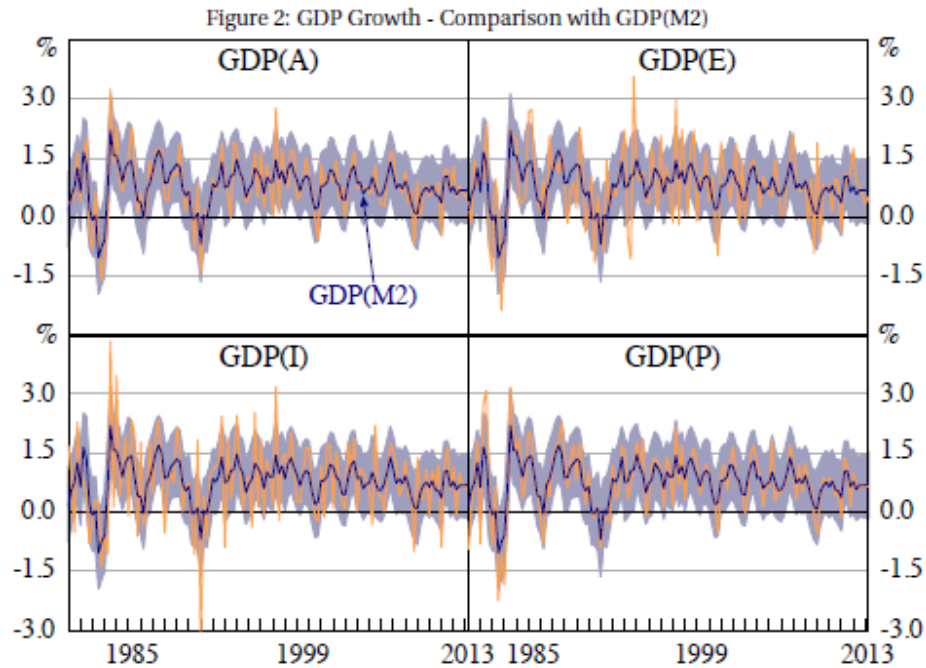 Figure 2: GDP Growth - Comparison with GDP(M2)
% %
GDP(A) GDP(E)
3.0 3.0
1.5 1.5
0.0 0.0
-1.5 -1.5
GDP(M2)
% %
GDP(I) GDP(P)
3.0 3.0
1.5 1.5
0.0 0.0
-1.5 -1.5
-3.0 -3.0
1985 1999 2013 1985 1999 2013